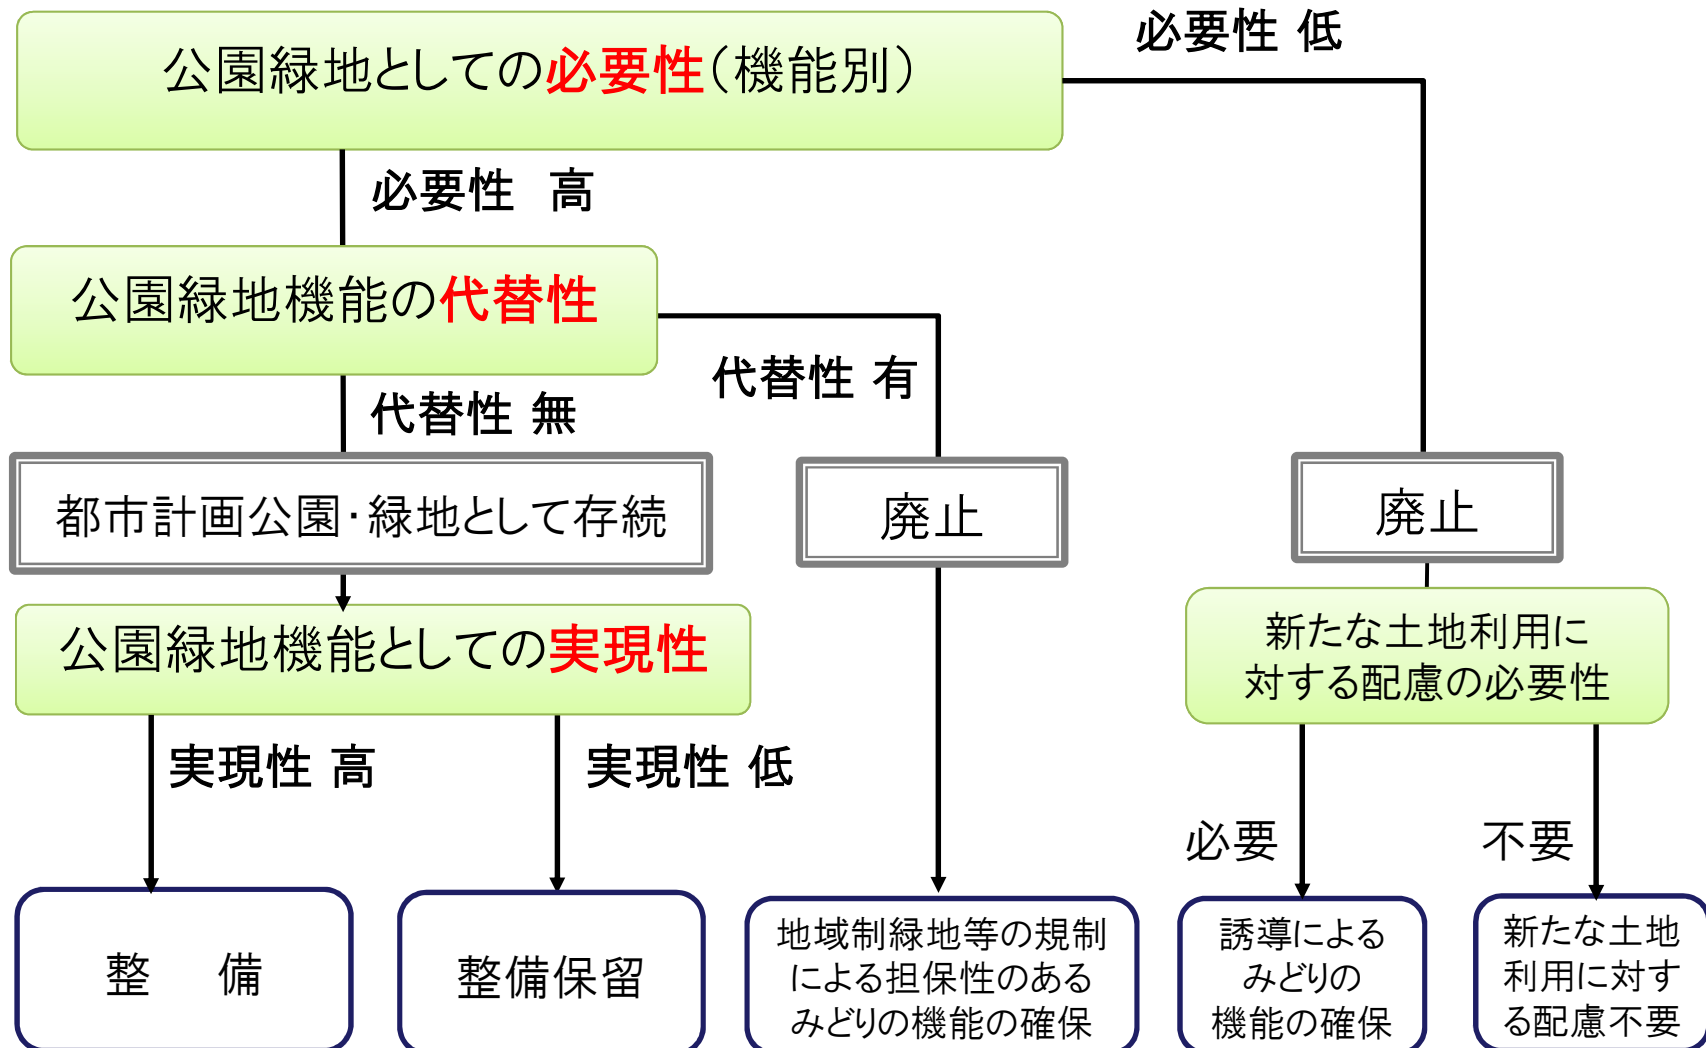 公園緑地としての必要性（機能別）
必要性 低
必要性　高
公園緑地機能の代替性
代替性 有
代替性 無
都市計画公園・緑地として存続
廃止
廃止
公園緑地機能としての実現性
新たな土地利用に
対する配慮の必要性
実現性 高
実現性 低
必要
不要
整　備
整備保留
地域制緑地等の規制
による担保性のある
みどりの機能の確保
誘導による
みどりの
機能の確保
新たな土地
利用に対す
る配慮不要